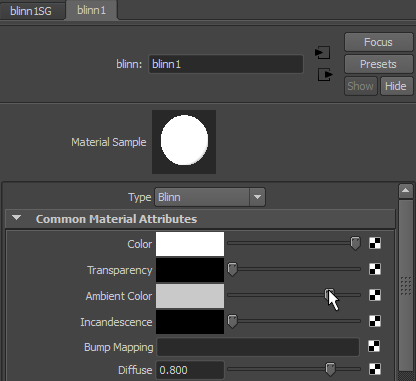 blinn1SG blinn1
Focus
blinn: blinn1
Presets
Show Hide
Material Sample
Type Blinn
Common Material Attributes
Color
Transparency
Ambient Color
Incandescence
Bump Mapping
Diffuse 0.800